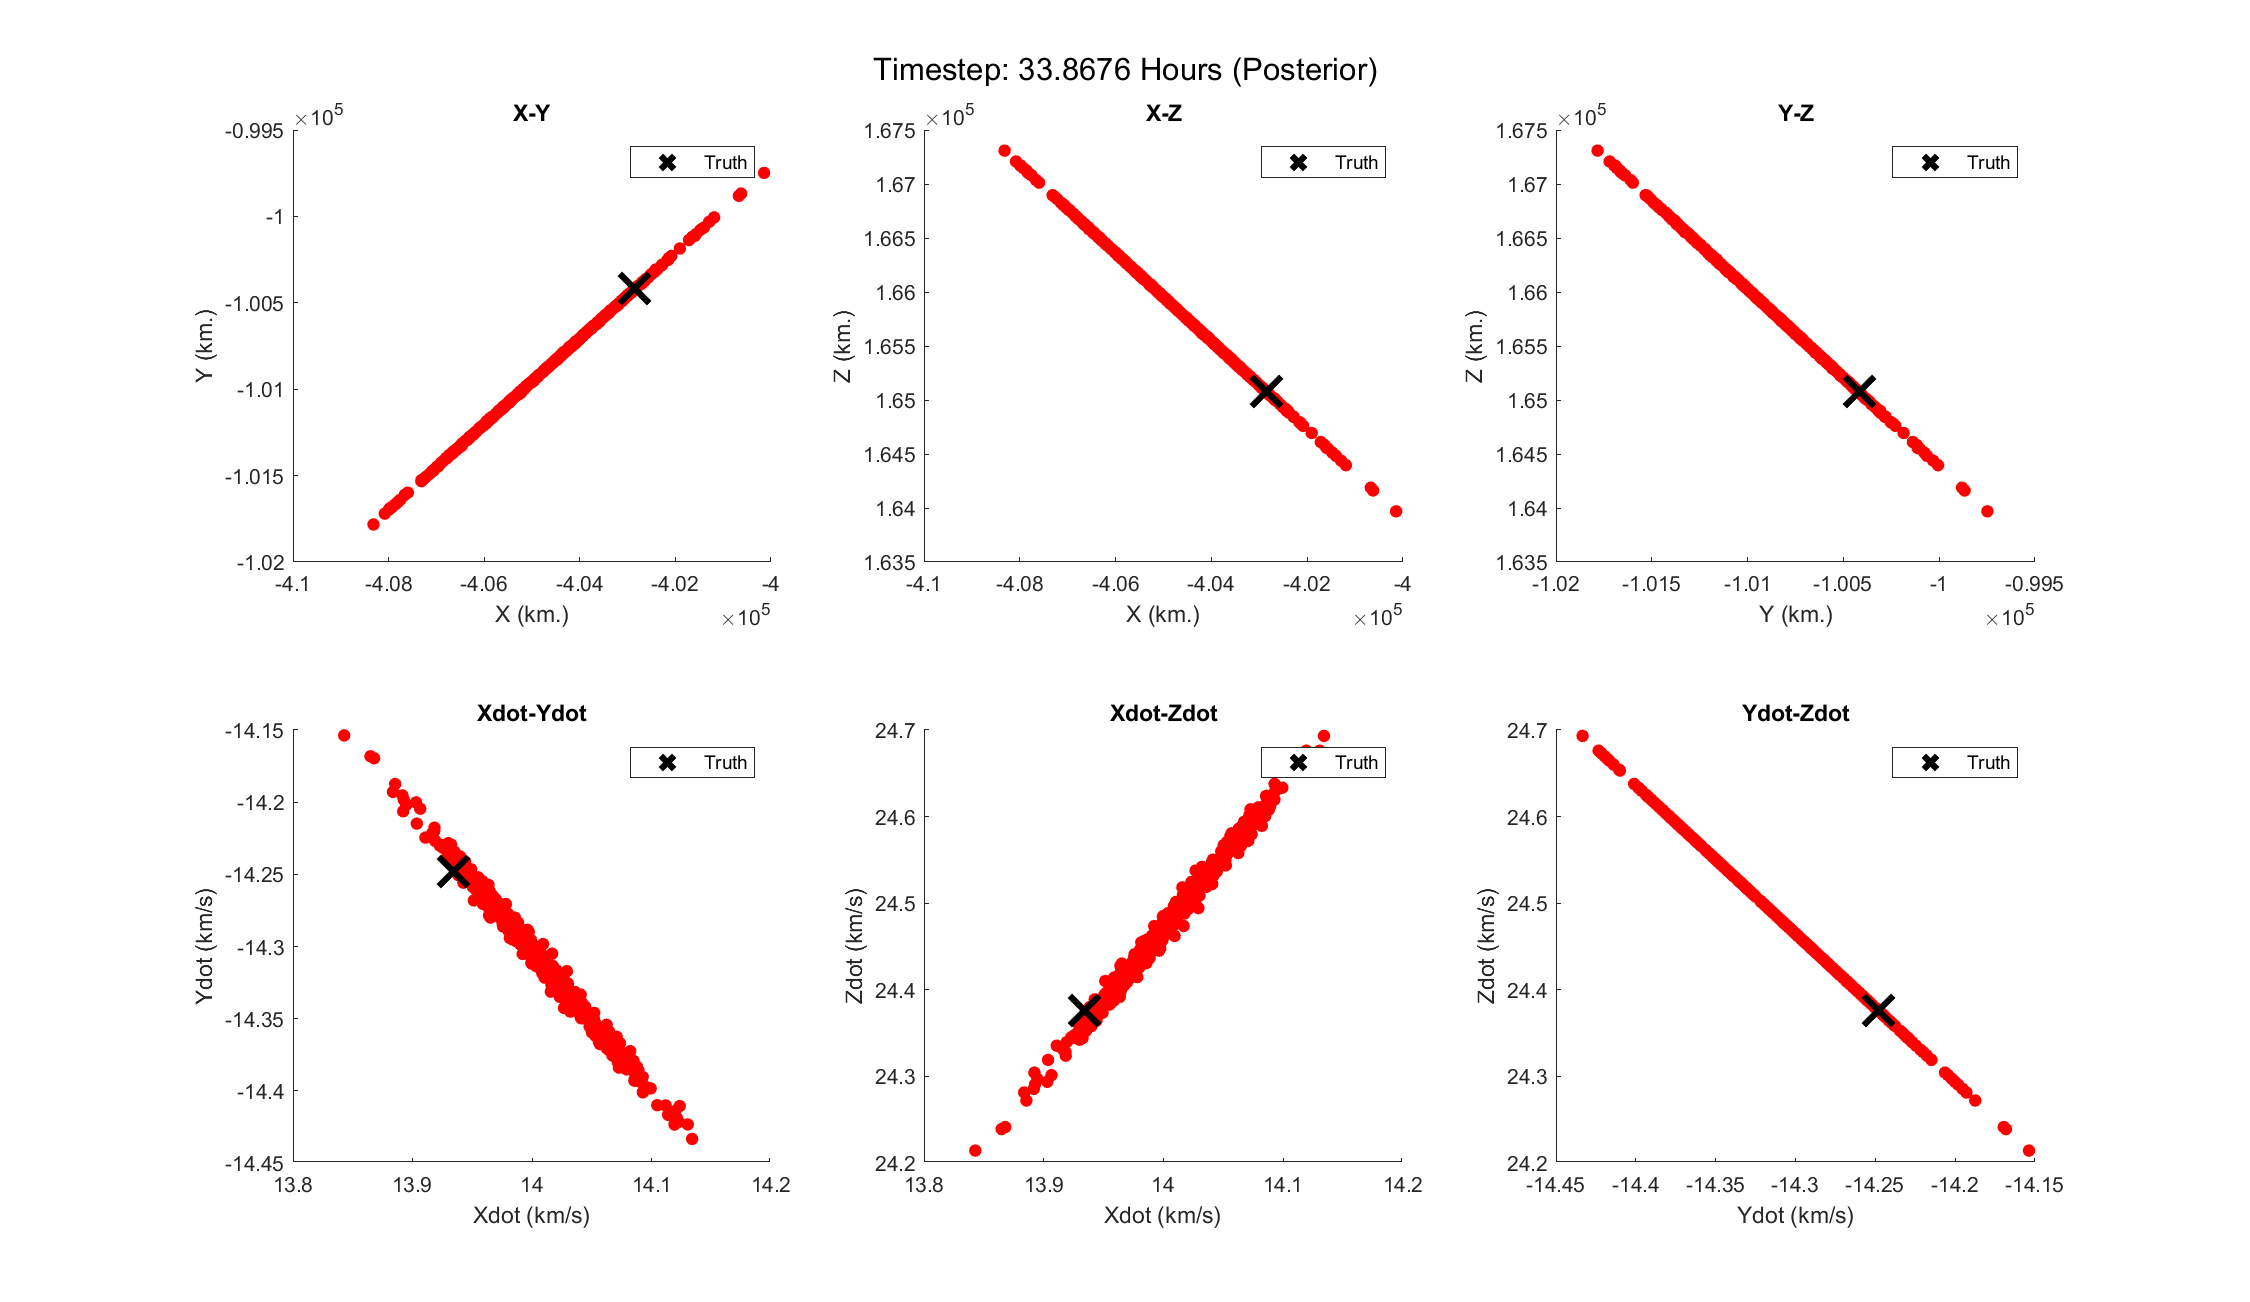 Timestep: 33.8676 Hours (Posterior)
X-Y
×10^5
-0.995
-1
-1.005
-1.01
-1.015
-1.02
Y (km.)
Truth
-4.1 -4.08 -4.06 -4.04 -4.02 -4
X (km.)
×10^5
X-Z
×10^5
1.675
1.67
1.665
1.66
1.655
1.65
1.645
1.64
1.635
Z (km.)
Truth
-4.1 -4.08 -4.06 -4.04 -4.02 -4
X (km.)
×10^5
Y-Z
×10^5
1.675
1.67
1.665
1.66
1.655
1.65
1.645
1.64
1.635
Z (km.)
Truth
-1.02 -1.015 -1.01 -1.005 -1 -0.995
Y (km.)
×10^5
Xdot-Ydot
-14.15
-14.2
-14.25
-14.3
-14.35
-14.4
-14.45
Ydot (km/s)
Truth
13.8 13.9 14 14.1 14.2
Xdot (km/s)
Xdot-Zdot
24.7
24.6
24.5
24.4
24.3
24.2
Zdot (km/s)
Truth
13.8 13.9 14 14.1 14.2
Xdot (km/s)
Ydot-Zdot
24.7
24.6
24.5
24.4
24.3
24.2
Zdot (km/s)
Truth
-14.45 -14.4 -14.35 -14.3 -14.25 -14.2 -14.15
Ydot (km/s)